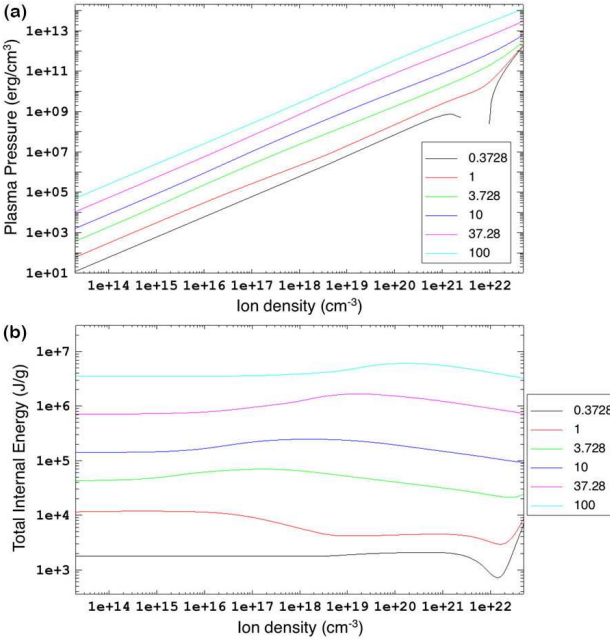 (a)
Plasma Pressure (erg/cm³)
1e+13
1e+11
1e+09
1e+07
1e+05
1e+03
1e+01
0.3728
1
3.728
10
37.28
100
1e+14 1e+15 1e+16 1e+17 1e+18 1e+19 1e+20 1e+21 1e+22
Ion density (cm⁻³)
(b)
Total Internal Energy (J/g)
1e+7
1e+6
1e+5
1e+4
1e+3
0.3728
1
3.728
10
37.28
100
1e+14 1e+15 1e+16 1e+17 1e+18 1e+19 1e+20 1e+21 1e+22
Ion density (cm⁻³)